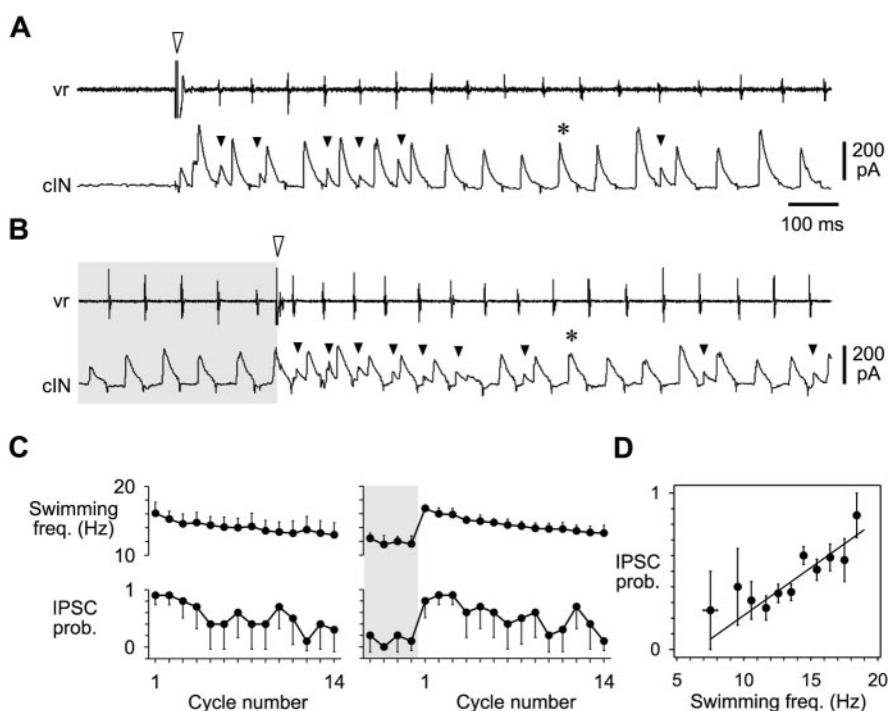 A
vr
cIN
*
200
pA
100 ms
B
vr
cIN
*
200
pA
C
Swimming
freq. (Hz)
20
10
IPSC
prob.
1
0
1
14
1
14
Cycle number
Cycle number
D
IPSC
prob.
1
0
5
10
15
20
Swimming freq. (Hz)